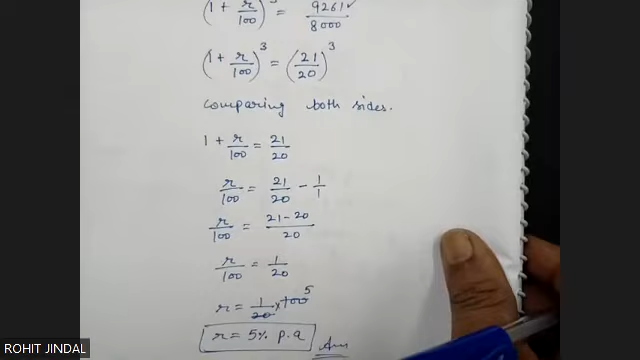 (1 + r/100)^3 = 9261/8000 ✓
(1 + r/100)^3 = (21/20)^3
comparing both sides.
1 + r/100 = 21/20
r/100 = 21/20 - 1/1
r/100 = 21-20/20
r/100 = 1/20
r = 1/20 × 100 5
r = 5% p.a Ans
ROHIT JINDAL